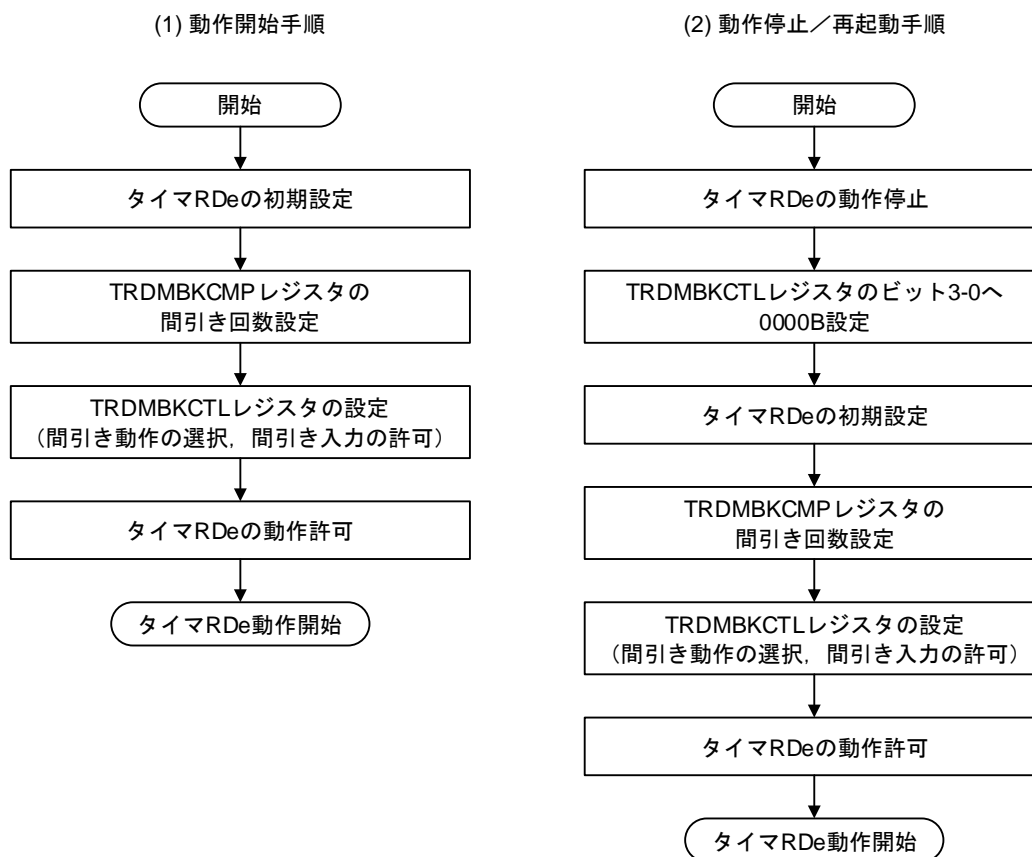 (1) 動作開始手順
開始
タイマRDeの初期設定
TRDMBKCMPレジスタの
間引き回数設定
TRDMBKCTLレジスタの設定
（間引き動作の選択，間引き入力の許可）
タイマRDeの動作許可
タイマRDe動作開始
(2) 動作停止／再起動手順
開始
タイマRDeの動作停止
TRDMBKCTLレジスタのビット3-0へ
0000B設定
タイマRDeの初期設定
TRDMBKCMPレジスタの
間引き回数設定
TRDMBKCTLレジスタの設定
（間引き動作の選択，間引き入力の許可）
タイマRDeの動作許可
タイマRDe動作開始